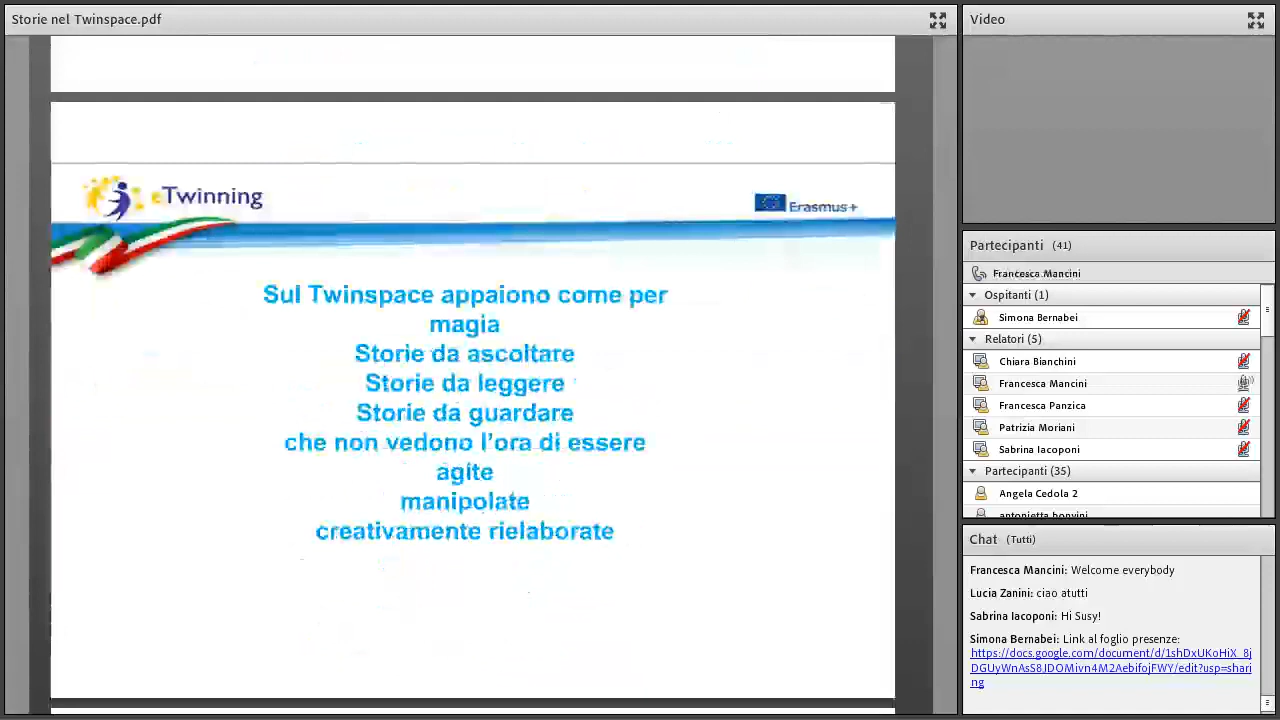 Storie nel Twinspace.pdf
eTwinning
Erasmus+
Sul Twinspace appaiono come per
magia
Storie da ascoltare
Storie da leggere
Storie da guardare
che non vedono l'ora di essere
agite
manipolate
creativamente rielaborate
Video
Partecipanti (41)
Francesca Mancini
Ospitanti (1)
Simona Bernabei
Relatori (5)
Chiara Bianchini
Francesca Mancini
Francesca Panzica
Patrizia Moriani
Sabrina Iacoponi
Partecipanti (35)
Angela Cedola 2
antonietta bonvini
Chat (Tutti)
Francesca Mancini: Welcome everybody
Lucia Zanini: ciao atutti
Sabrina Iacoponi: Hi Susy!
Simona Bernabei: Link al foglio presenze:
https://docs.google.com/document/d/1shDxUKoHiX_8j
DGUyWnAsS8JDOMivn4M2AebifojFWY/edit?usp=shari
ng